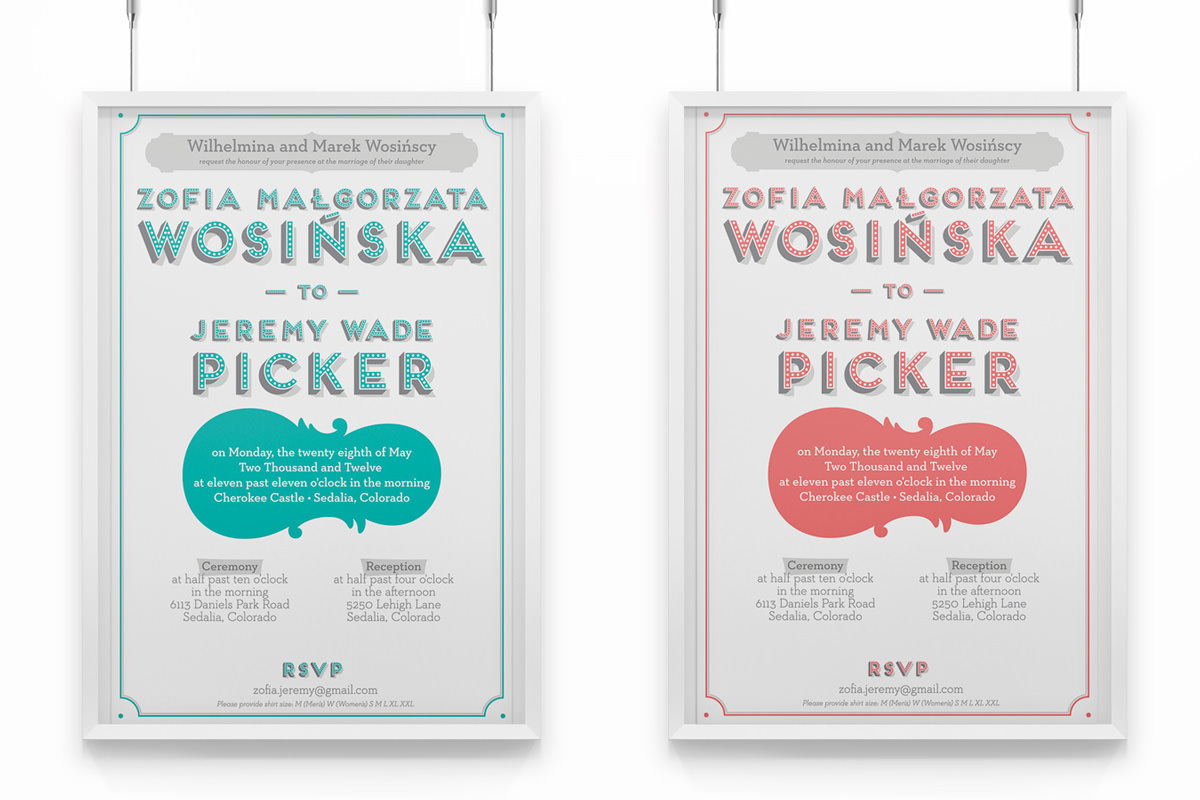 Wilhelmina and Marek Wosińscy
request the honour of your presence at the marriage of their daughter
ZOFIA MAŁGORZATA
WOSIŃSKA
— TO —
JEREMY WADE
PICKER
on Monday, the twenty eighth of May
Two Thousand and Twelve
at eleven past eleven o'clock in the morning
Cherokee Castle • Sedalia, Colorado
Ceremony
at half past ten o'clock
in the morning
6113 Daniels Park Road
Sedalia, Colorado
Reception
at half past four o'clock
in the afternoon
5250 Lehigh Lane
Sedalia, Colorado
RSVP
zofia.jeremy@gmail.com
Please provide shirt size: M (Men's) W (Women's) S M L XL XXL
Wilhelmina and Marek Wosińscy
request the honour of your presence at the marriage of their daughter
ZOFIA MAŁGORZATA
WOSIŃSKA
— TO —
JEREMY WADE
PICKER
on Monday, the twenty eighth of May
Two Thousand and Twelve
at eleven past eleven o'clock in the morning
Cherokee Castle • Sedalia, Colorado
Ceremony
at half past ten o'clock
in the morning
6113 Daniels Park Road
Sedalia, Colorado
Reception
at half past four o'clock
in the afternoon
5250 Lehigh Lane
Sedalia, Colorado
RSVP
zofia.jeremy@gmail.com
Please provide shirt size: M (Men's) W (Women's) S M L XL XXL